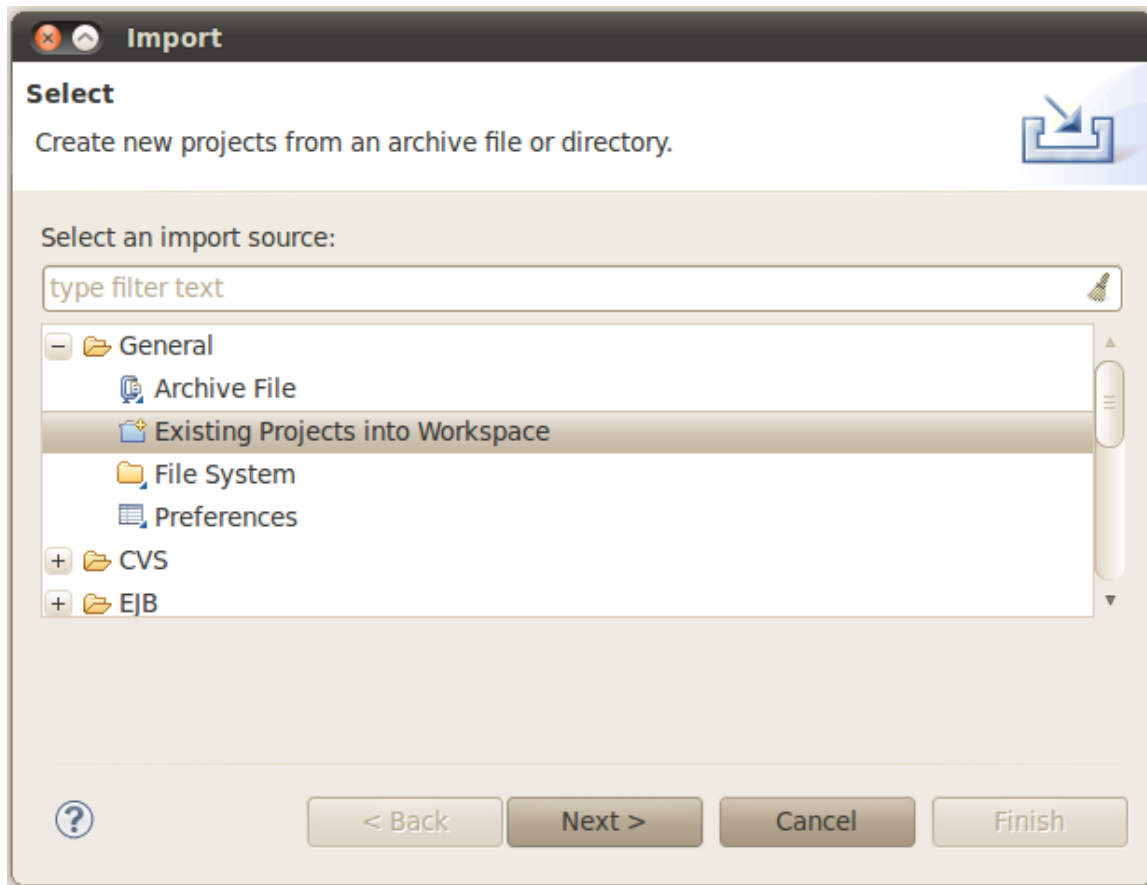 Import
Select
Create new projects from an archive file or directory.
Select an import source:
type filter text
General
Archive File
Existing Projects into Workspace
File System
Preferences
CVS
EJB
< Back Next > Cancel Finish